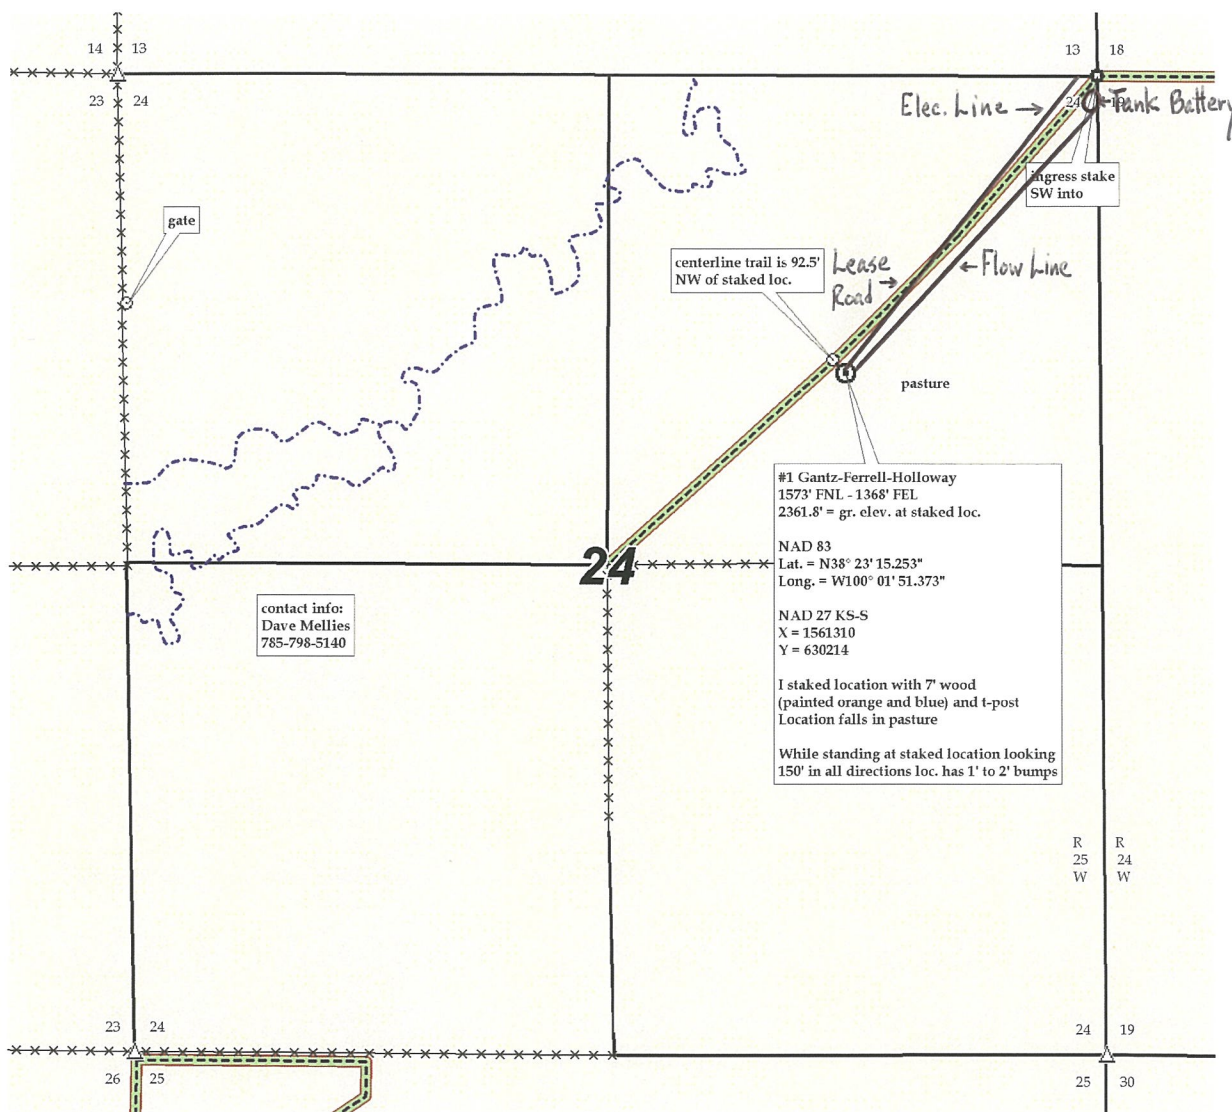 14 13
13 18
23 24
24 19
Elec. Line →
← Tank Battery
ingress stake
SW into
gate
centerline trail is 92.5'
NW of staked loc.
Lease
Road →
← Flow Line
pasture
#1 Gantz-Ferrell-Holloway
1573' FNL - 1368' FEL
2361.8' = gr. elev. at staked loc.
NAD 83
Lat. = N38° 23' 15.253"
Long. = W100° 01' 51.373"
NAD 27 KS-S
X = 1561310
Y = 630214
I staked location with 7' wood
(painted orange and blue) and t-post
Location falls in pasture
While standing at staked location looking
150' in all directions loc. has 1' to 2' bumps
24
contact info:
Dave Mellies
785-798-5140
R R
25 24
W W
23 24
24 19
26 25
25 30